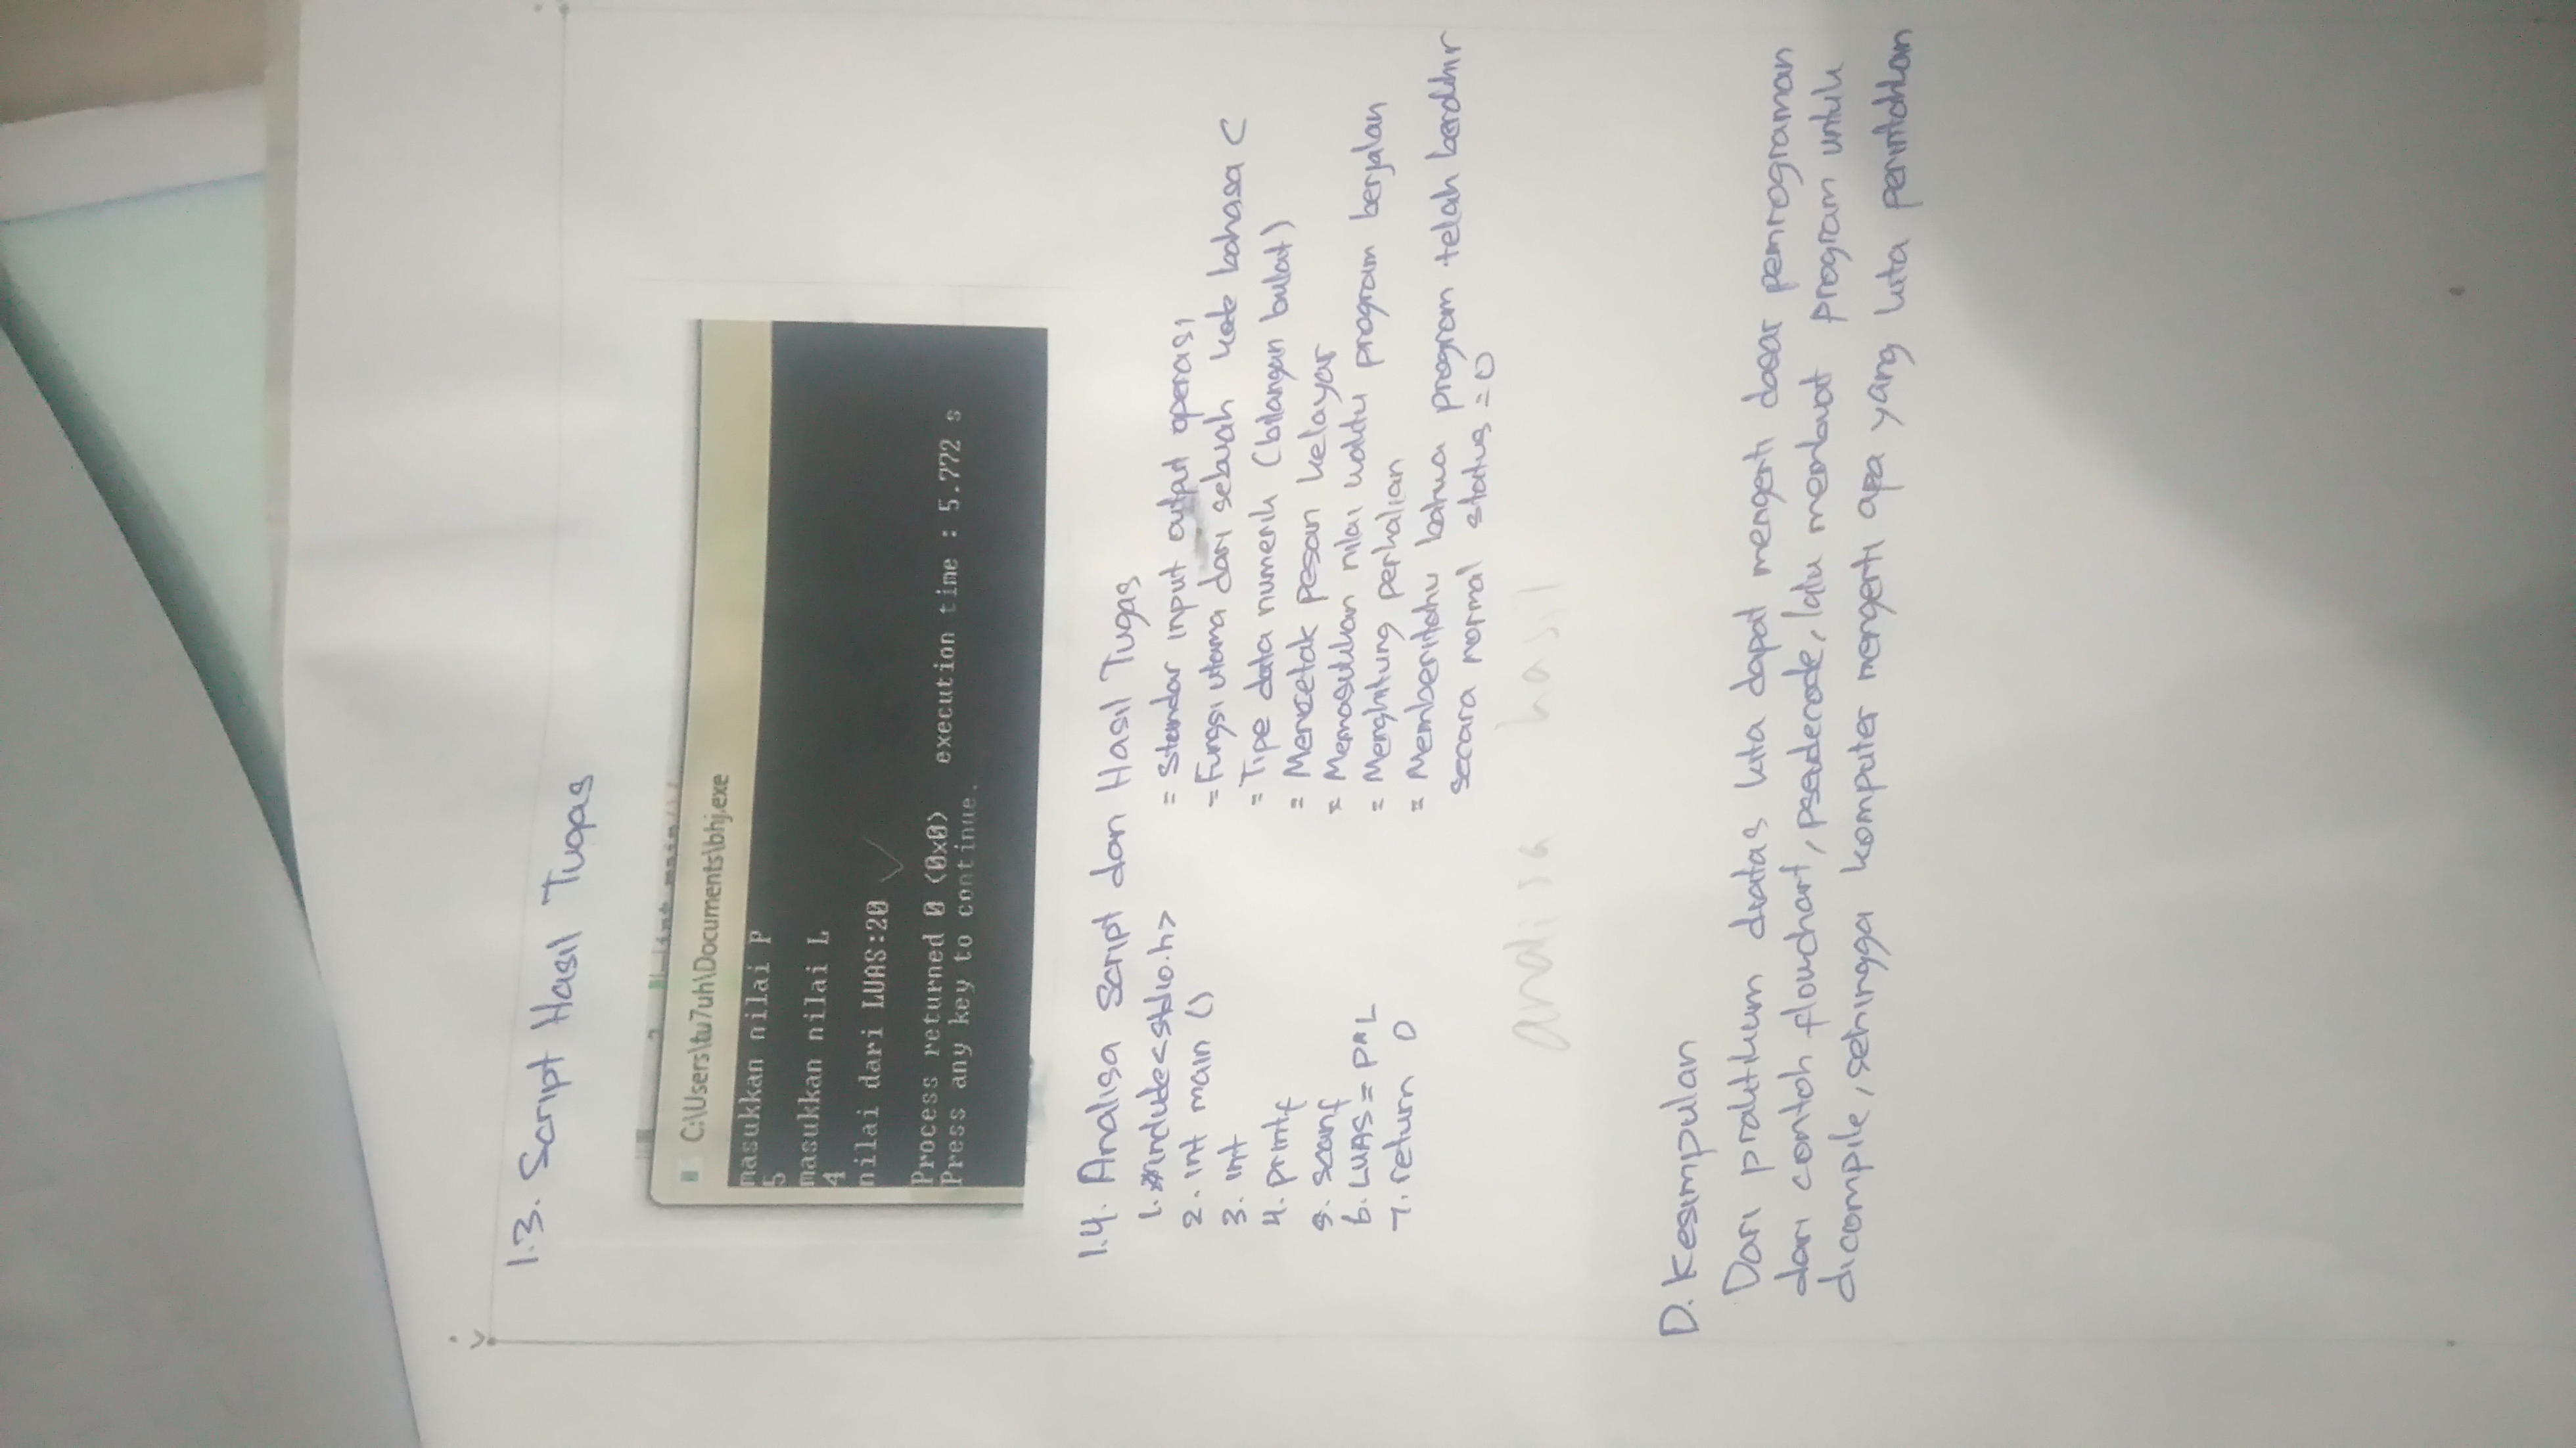 1.3. Script Hasil Tugas
C:\Users\tu7uh\Documents\bhj.exe
masukkan nilai P
5
masukkan nilai L
4
nilai dari LUAS:20
Process returned 0 (0x0) execution time : 5.772 s
Press any key to continue.
1.4. Analisa Script dan Hasil Tugas
1. #include<stdio.h> = Standar input output operasi
2. int main () = Fungsi utama dari sebuah kode bahasa C
3. int = Tipe data numerik (bilangan bulat)
4. printf = Mencetak pesan kelayar
5. scanf = Memasukkan nilai waktu program berjalan
6. LUAS = P*L = Menghitung perkalian
7. return 0 = Memberitahu bahwa program telah berakhir
secara normal status = 0
analisa hasil
D. Kesimpulan
Dari praktikum diatas kita dapat mengerti dasar pemrograman
dari contoh flowchart, pseudecode, lalu membuat program untuk
dicompile, sehingga komputer mengerti apa yang kita perintahkan